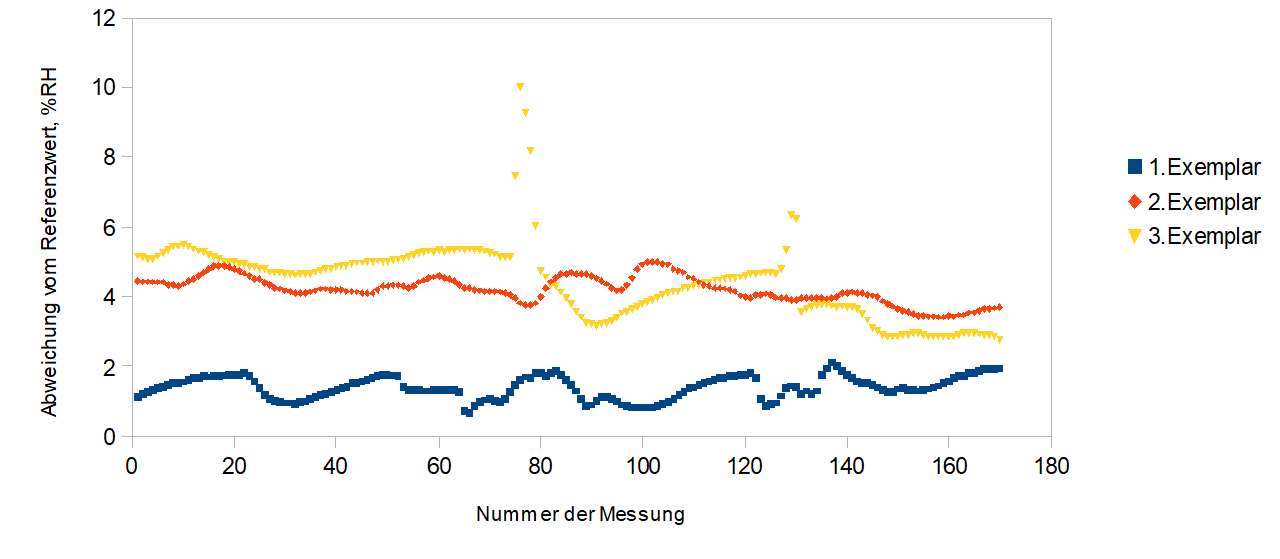 12
10
8
6
4
2
0
Abweichung vom Referenzwert, %RH
0 20 40 60 80 100 120 140 160 180
Nummer der Messung
1.Exemplar
2.Exemplar
3.Exemplar